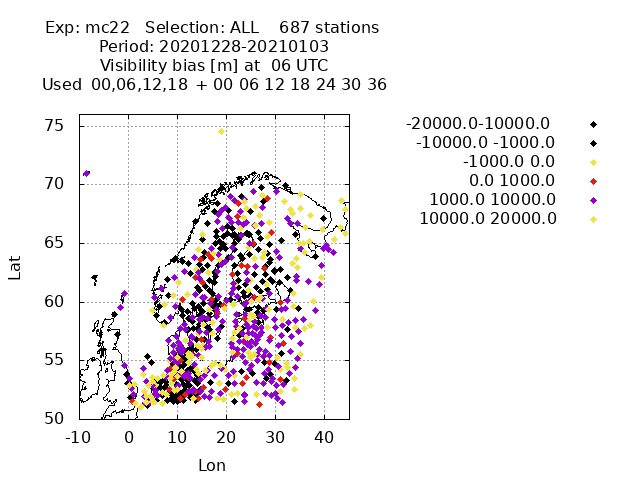 Exp: mc22   Selection: ALL    687 stations
Period: 20201228-20210103
Visibility bias [m] at  06 UTC
Used  00,06,12,18  + 00 06 12 18 24 30 36
-20000.0-10000.0
-10000.0 -1000.0
-1000.0 0.0
0.0 1000.0
1000.0 10000.0
10000.0 20000.0
75
70
65
60
55
50
Lat
-10 0 10 20 30 40
Lon